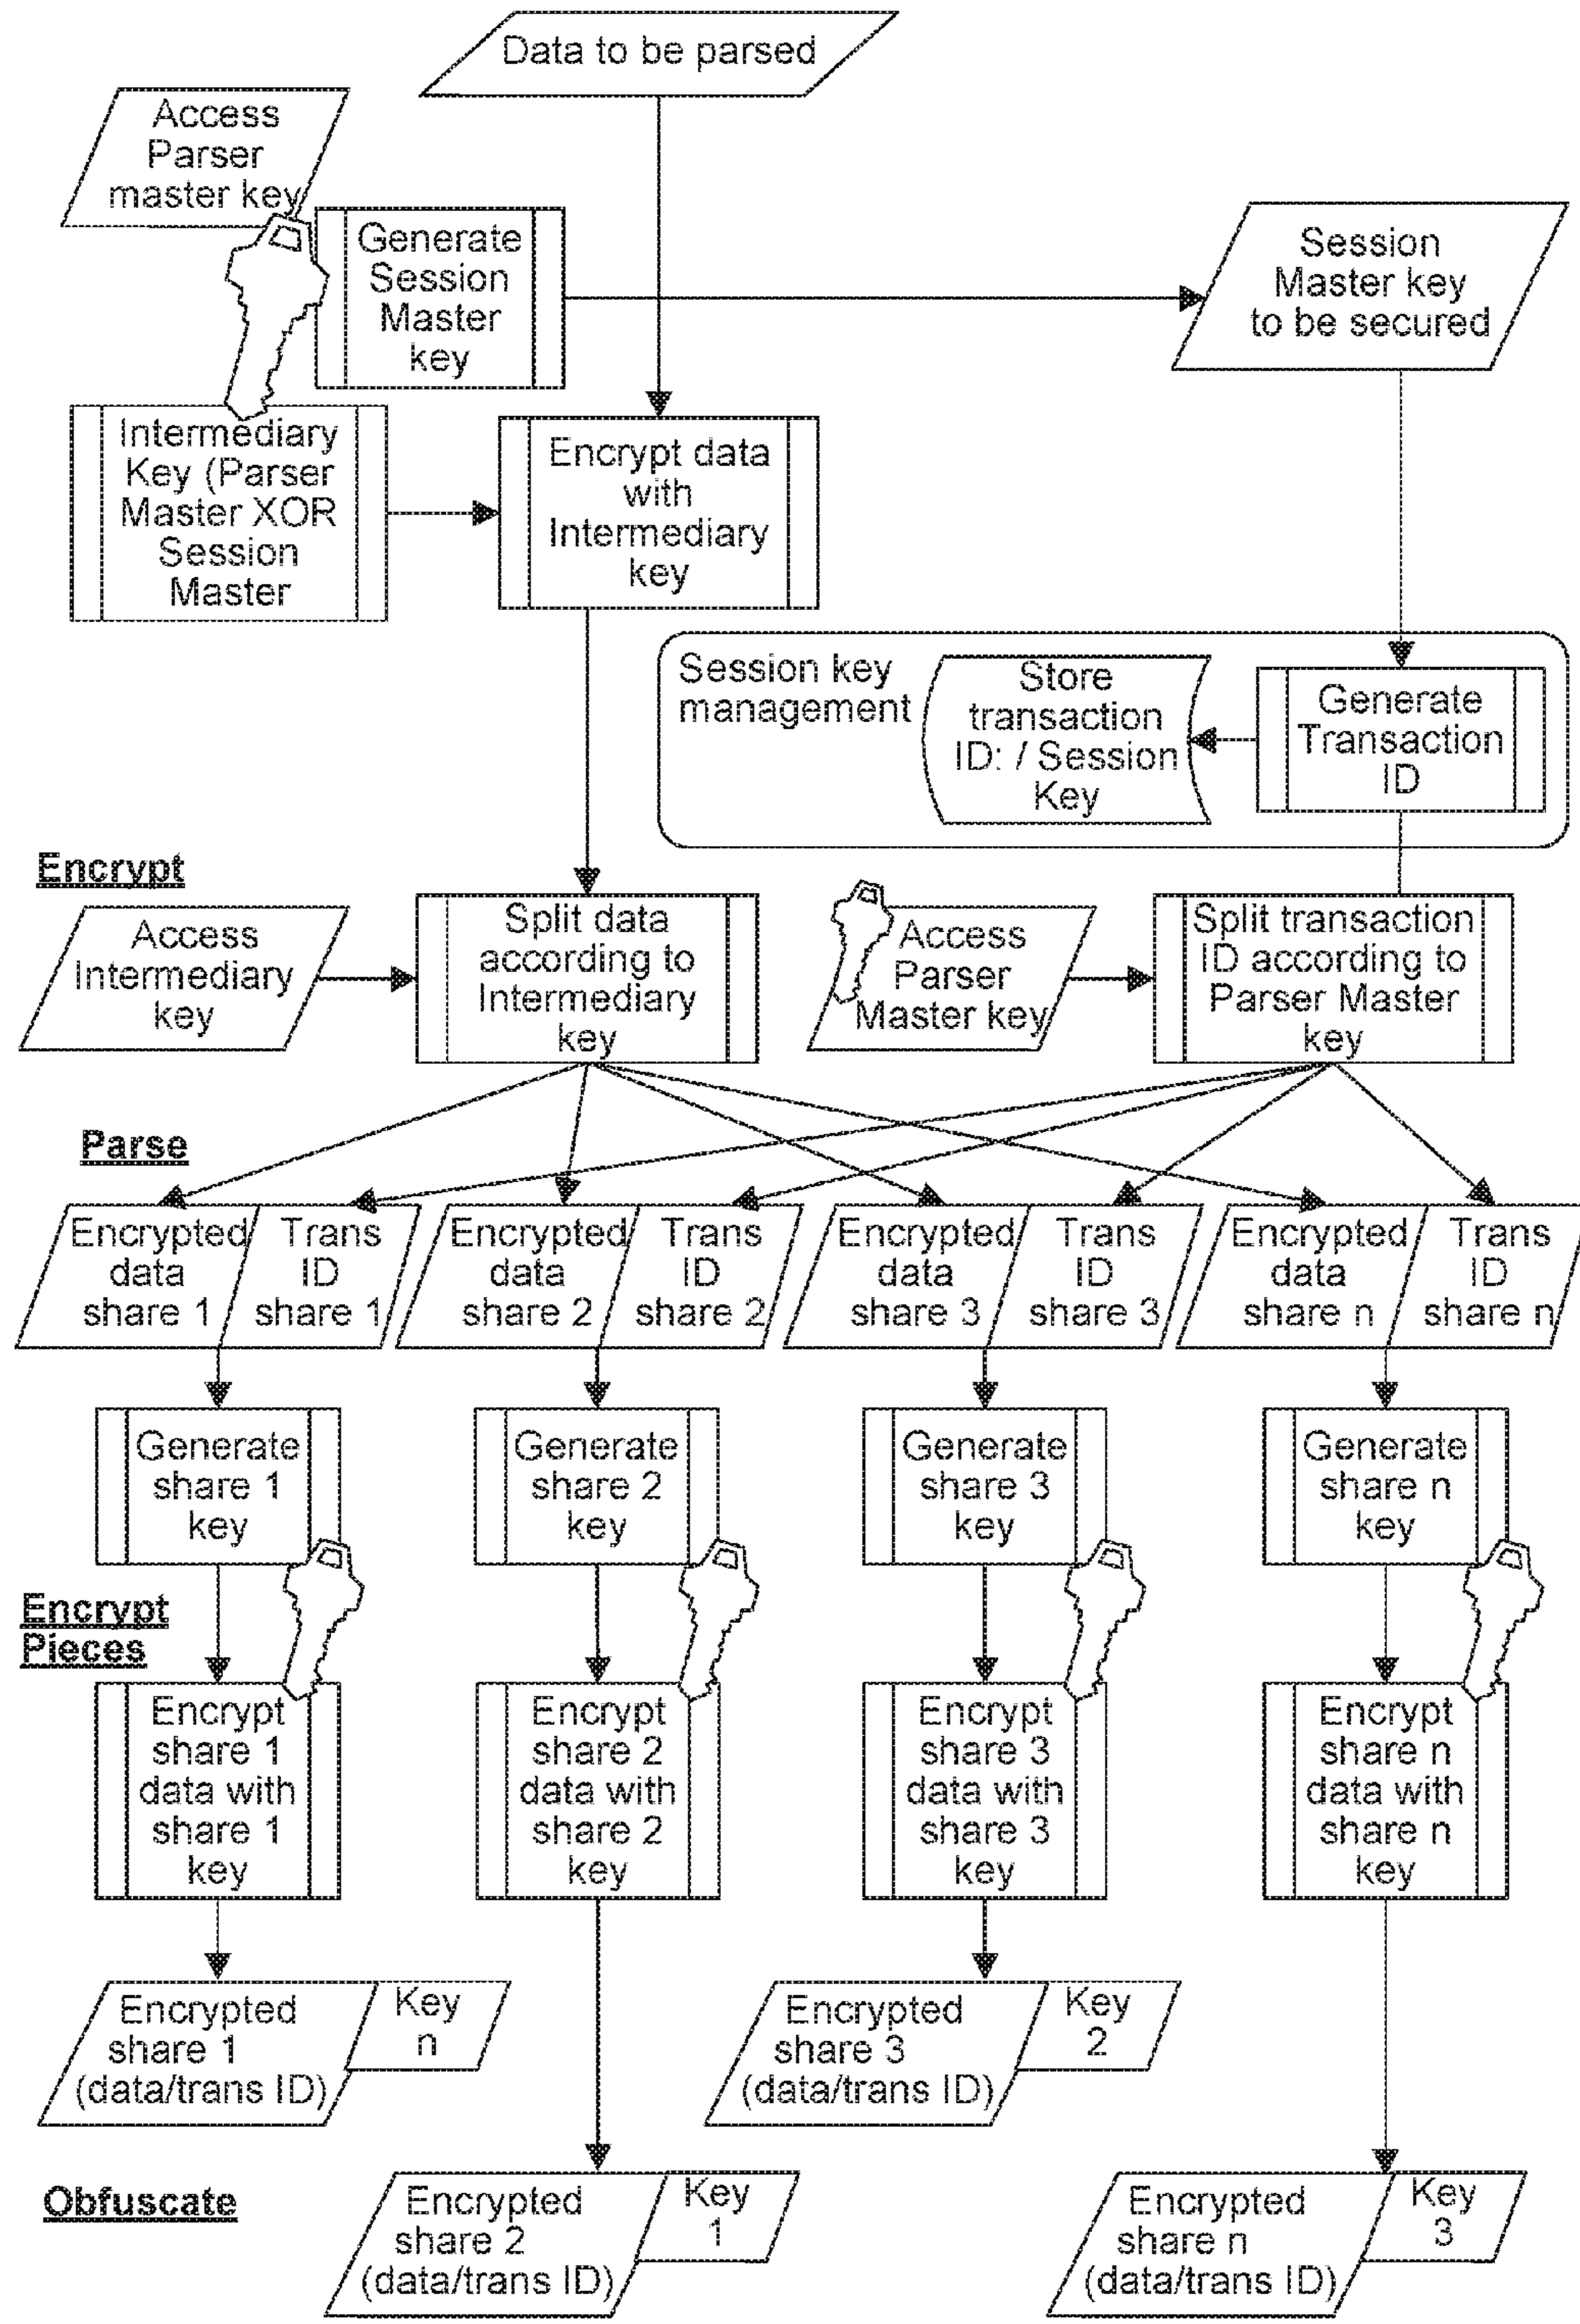 Data to be parsed
Access
Parser
master key
Generate
Session
Master
key
Session
Master key
to be secured
Intermediary
Key (Parser
Master XOR
Session
Master
Encrypt data
with
Intermediary
key
Session key
management
Store
transaction
ID: / Session
Key
Generate
Transaction
ID
Encrypt
Access
Intermediary
key
Split data
according to
Intermediary
key
Access
Parser
Master key
Split transaction
ID according to
Parser Master
key
Parse
Encrypted
data
share 1
Trans
ID
share 1
Encrypted
data
share 2
Trans
ID
share 2
Encrypted
data
share 3
Trans
ID
share 3
Encrypted
data
share n
Trans
ID
share n
Generate
share 1
key
Generate
share 2
key
Generate
share 3
key
Generate
share n
key
Encrypt
Pieces
Encrypt
share 1
data with
share 1
key
Encrypt
share 2
data with
share 2
key
Encrypt
share 3
data with
share 3
key
Encrypt
share n
data with
share n
key
Encrypted
share 1
(data/trans ID)
Key
n
Encrypted
share 3
(data/trans ID)
Key
2
Obfuscate
Encrypted
share 2
(data/trans ID)
Key
1
Encrypted
share n
(data/trans ID)
Key
3